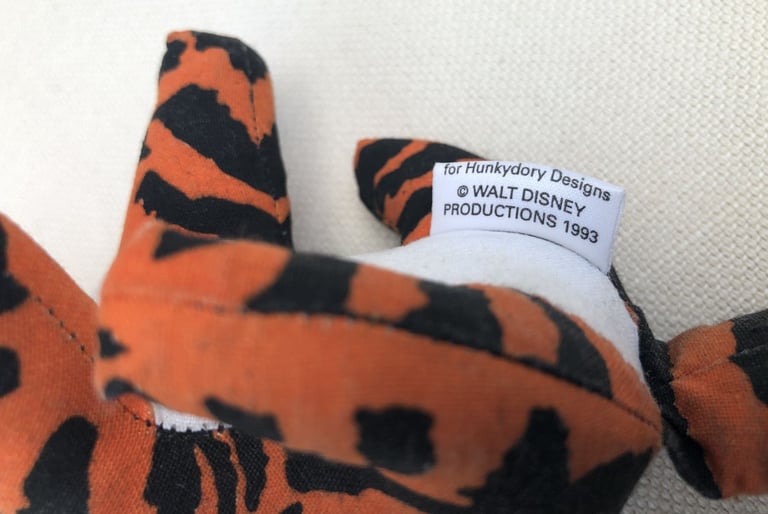 for Hunkydory Designs
© WALT DISNEY
PRODUCTIONS 1993